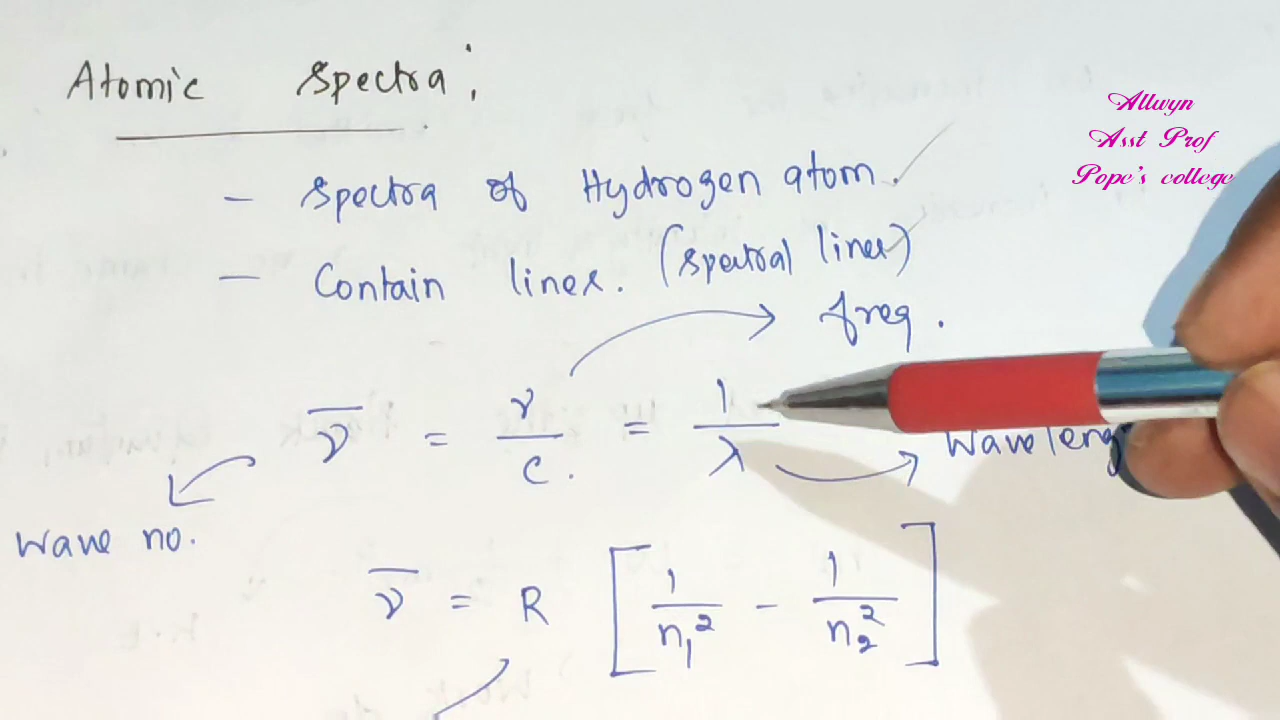 Atomic Spectra :
Allwyn
Asst Prof
Pope's college
- Spectra of Hydrogen atom.
- Contain lines. (Spectral lines)
freq.
ν̅ = ν/c. = 1/λ
Waveleng
Wave no.
ν̅ = R [1/n₁² - 1/n₂²]